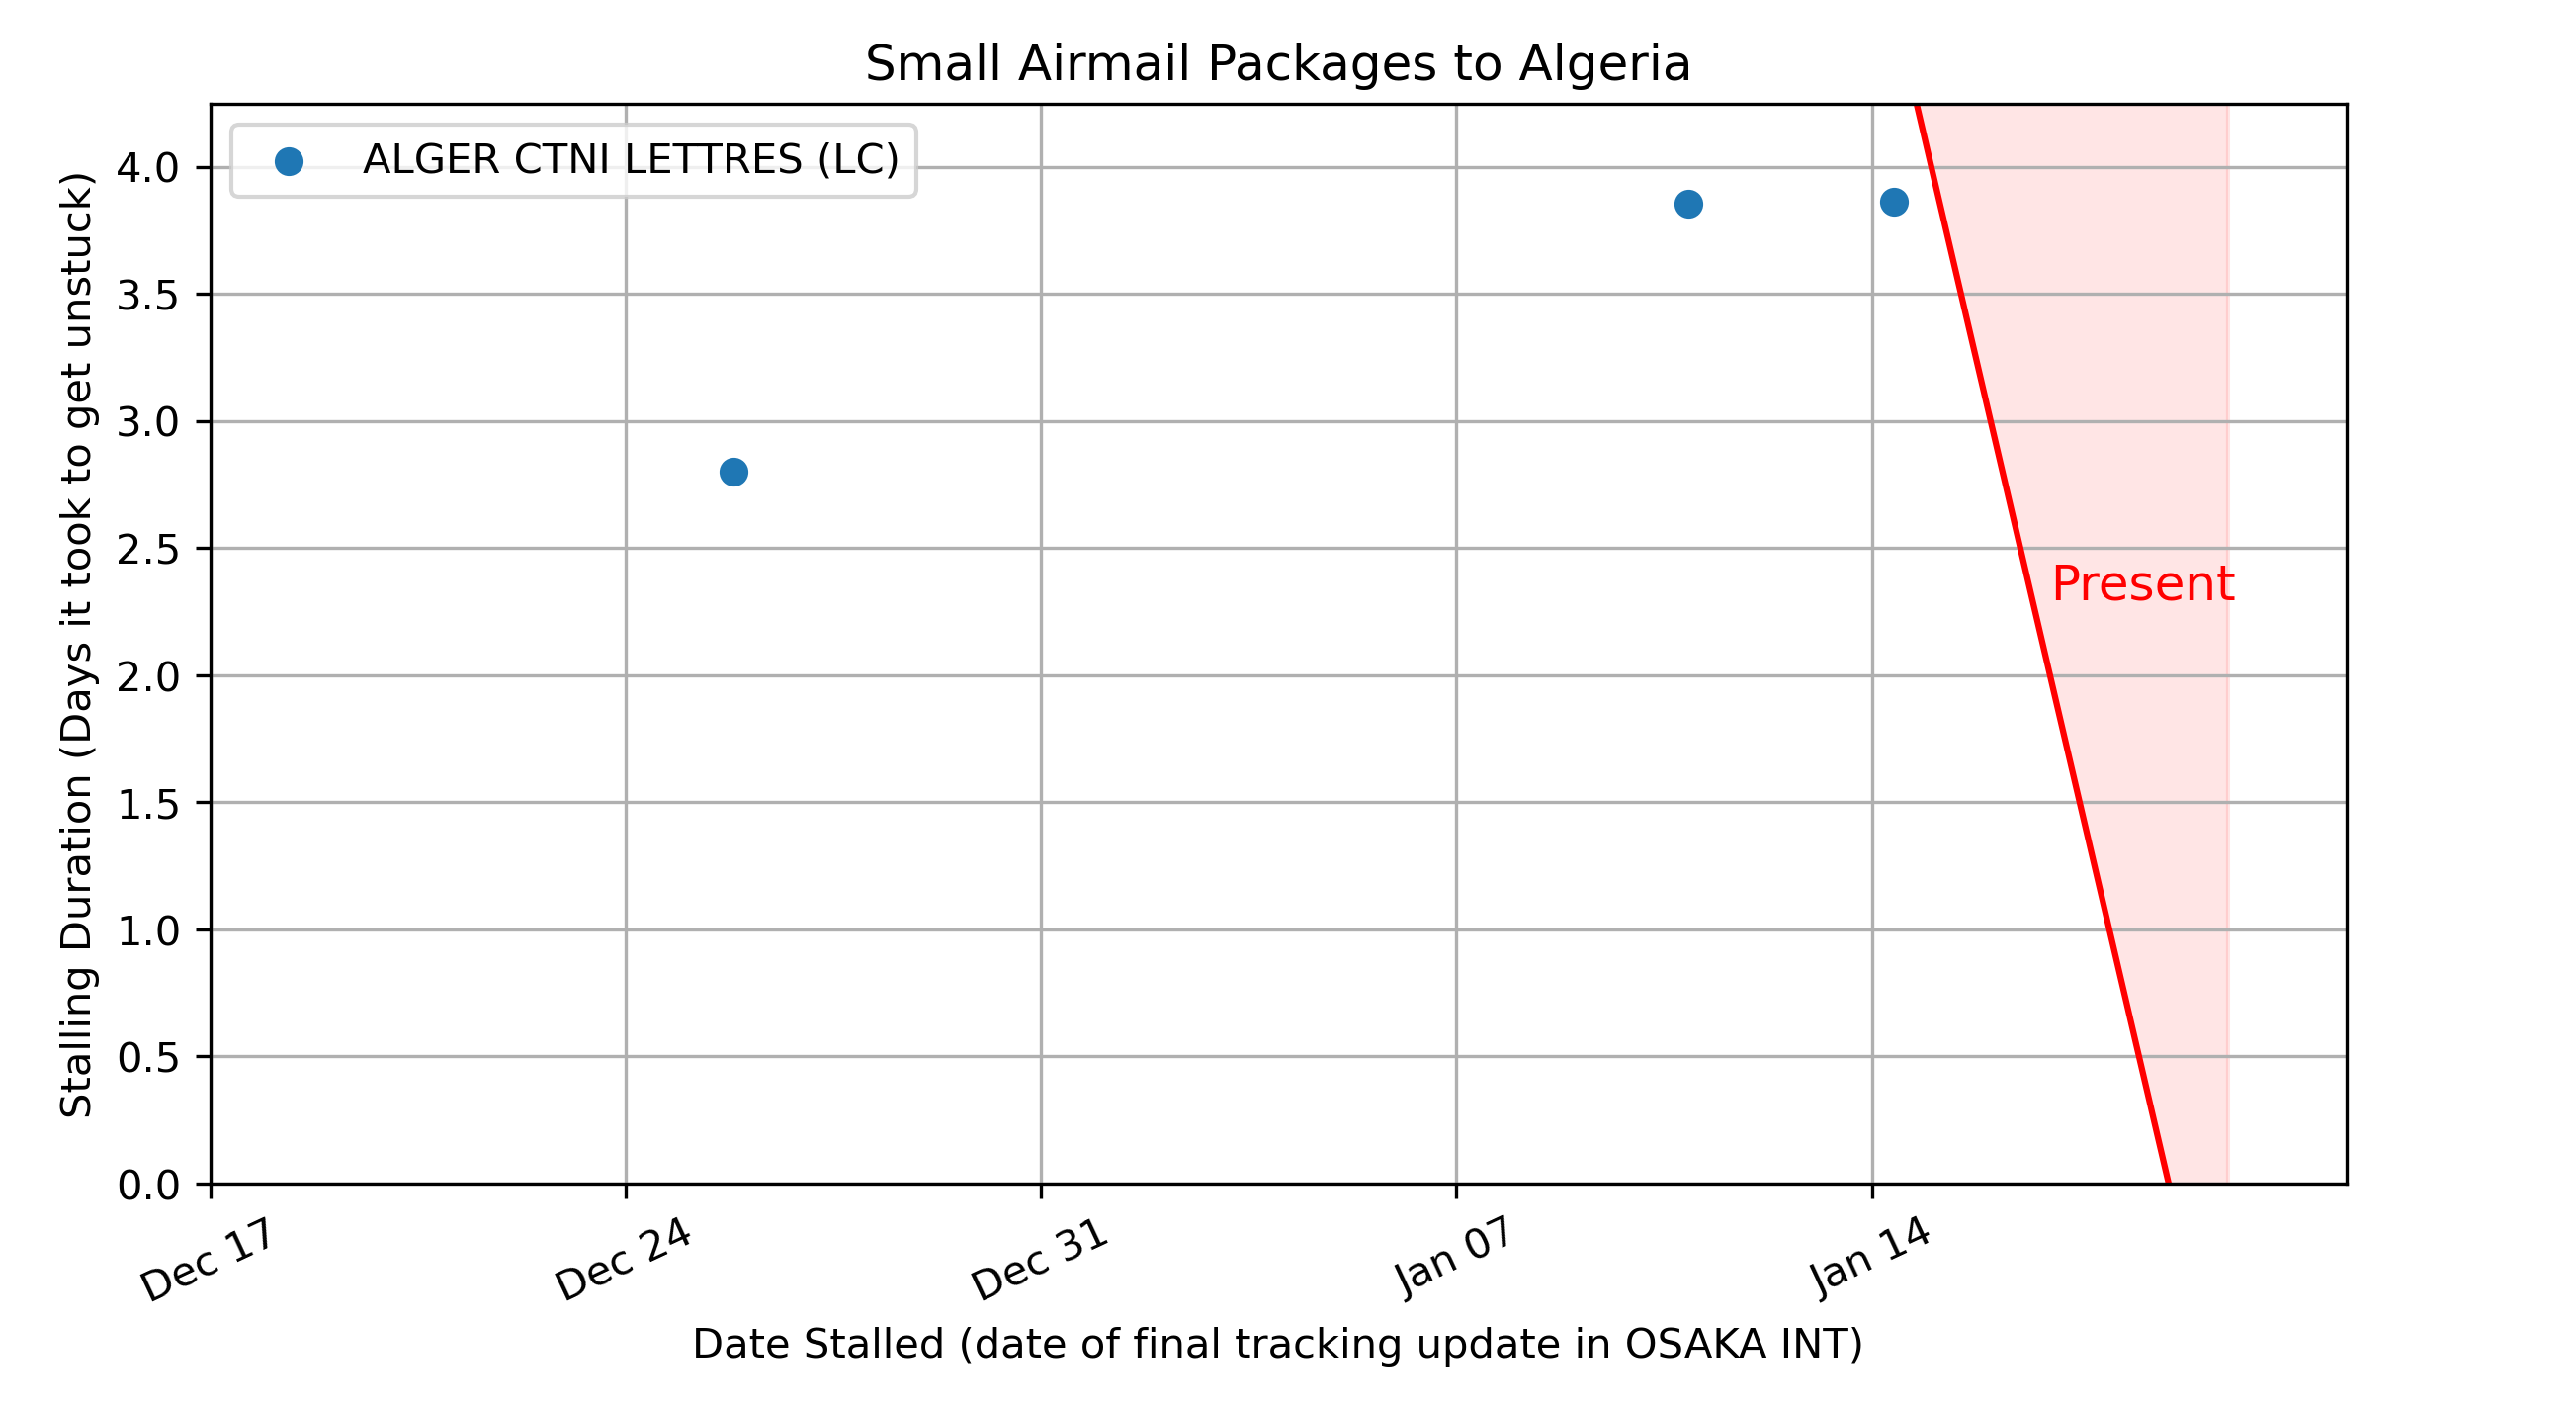 Small Airmail Packages to Algeria
ALGER CTNI LETTRES (LC)
Stalling Duration (Days it took to get unstuck)
4.0
3.5
3.0
2.5
2.0
1.5
1.0
0.5
0.0
Present
Dec 17
Dec 24
Dec 31
Jan 07
Jan 14
Date Stalled (date of final tracking update in OSAKA INT)